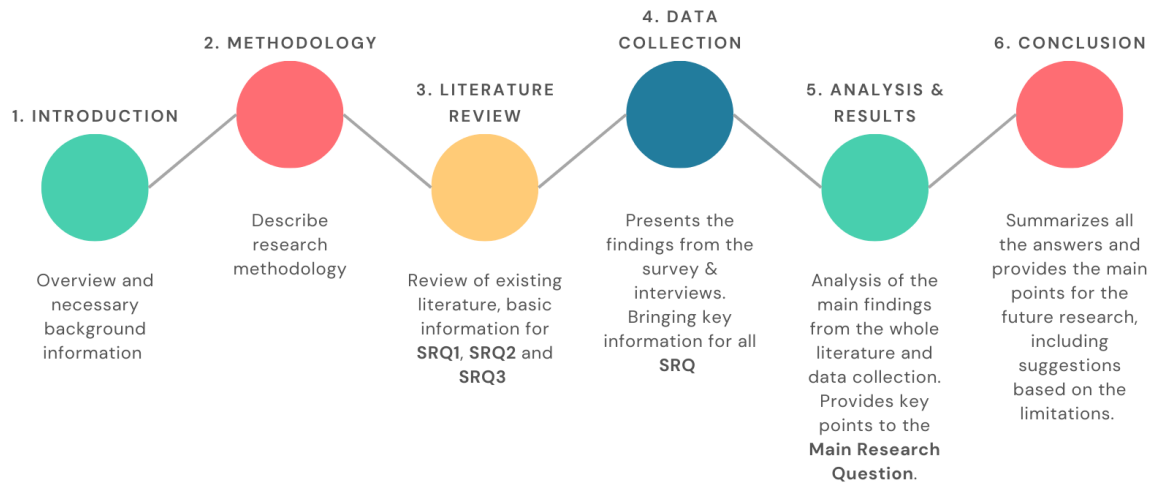 1. INTRODUCTION
Overview and
necessary
background
information
2. METHODOLOGY
Describe
research
methodology
3. LITERATURE
REVIEW
Review of existing
literature, basic
information for
SRQ1, SRQ2 and
SRQ3
4. DATA
COLLECTION
Presents the
findings from the
survey &
interviews.
Bringing key
information for all
SRQ
5. ANALYSIS &
RESULTS
Analysis of the
main findings
from the whole
literature and
data collection.
Provides key
points to the
Main Research
Question.
6. CONCLUSION
Summarizes all
the answers and
provides the main
points for the
future research,
including
suggestions
based on the
limitations.